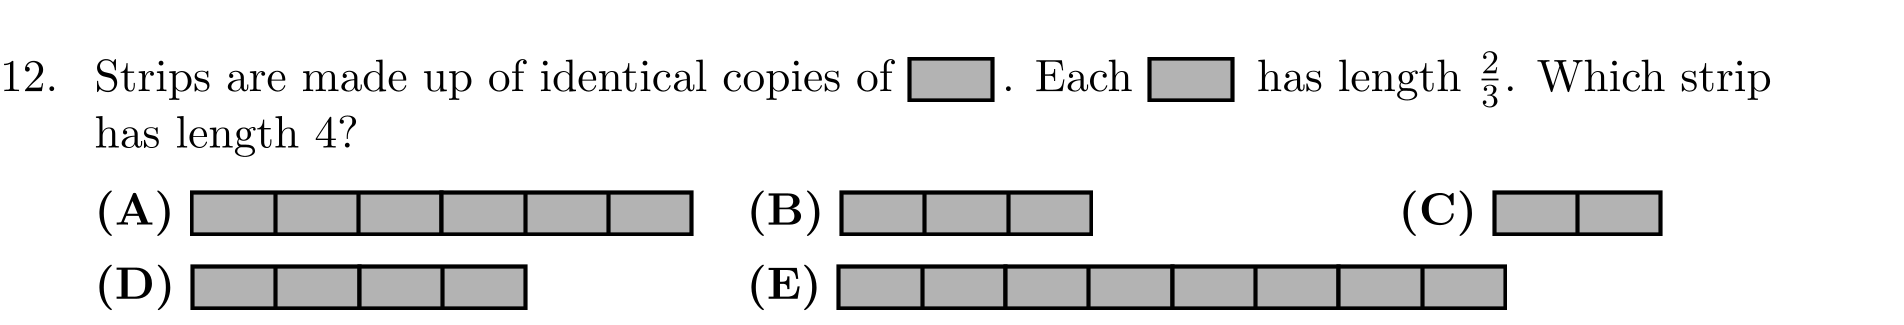 12. Strips are made up of identical copies of . Each has length 2/3. Which strip
has length 4?
(A) (B) (C)
(D) (E)